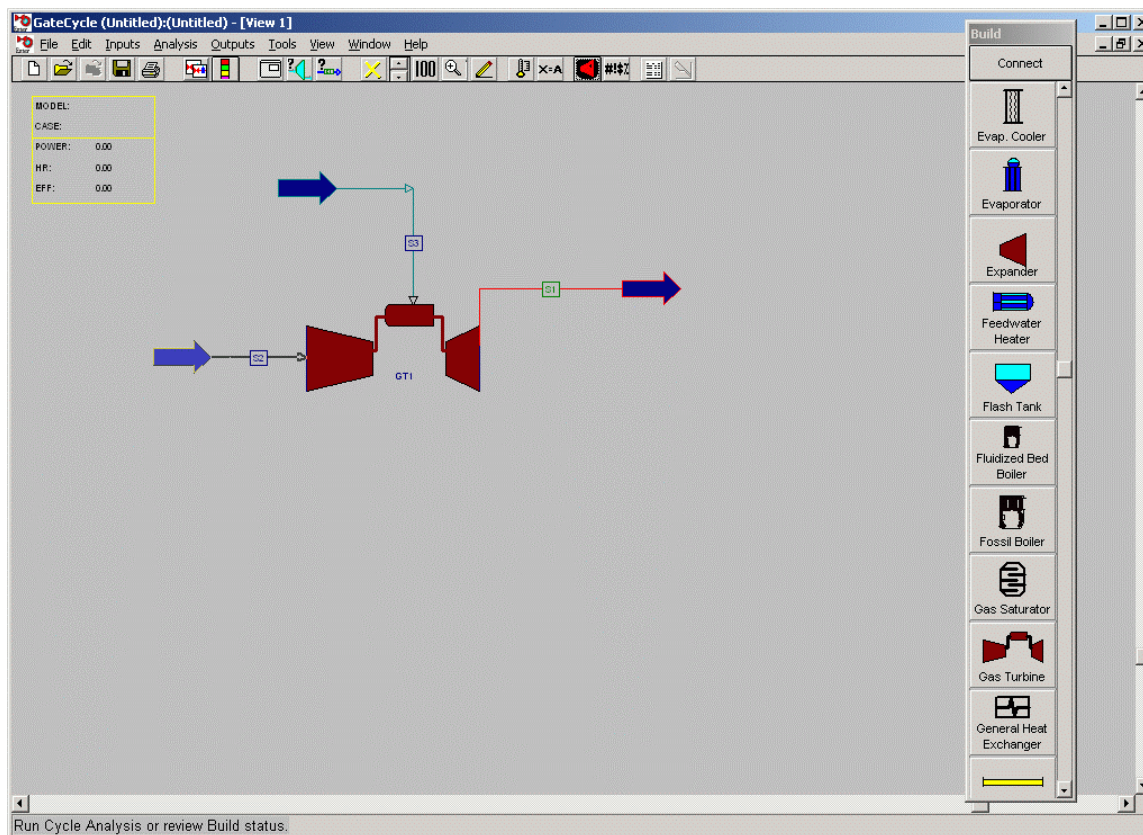 GateCycle (Untitled):(Untitled) - [View 1]
File Edit Inputs Analysis Outputs Tools View Window Help
100 X=A #!$%
Build
Connect
Evap. Cooler
Evaporator
Expander
Feedwater
Heater
Flash Tank
Fluidized Bed
Boiler
Fossil Boiler
Gas Saturator
Gas Turbine
General Heat
Exchanger
MODEL:
CASE:
POWER: 0.00
HR: 0.00
EFF: 0.00
S3
S1
S2
GT1
Run Cycle Analysis or review Build status.